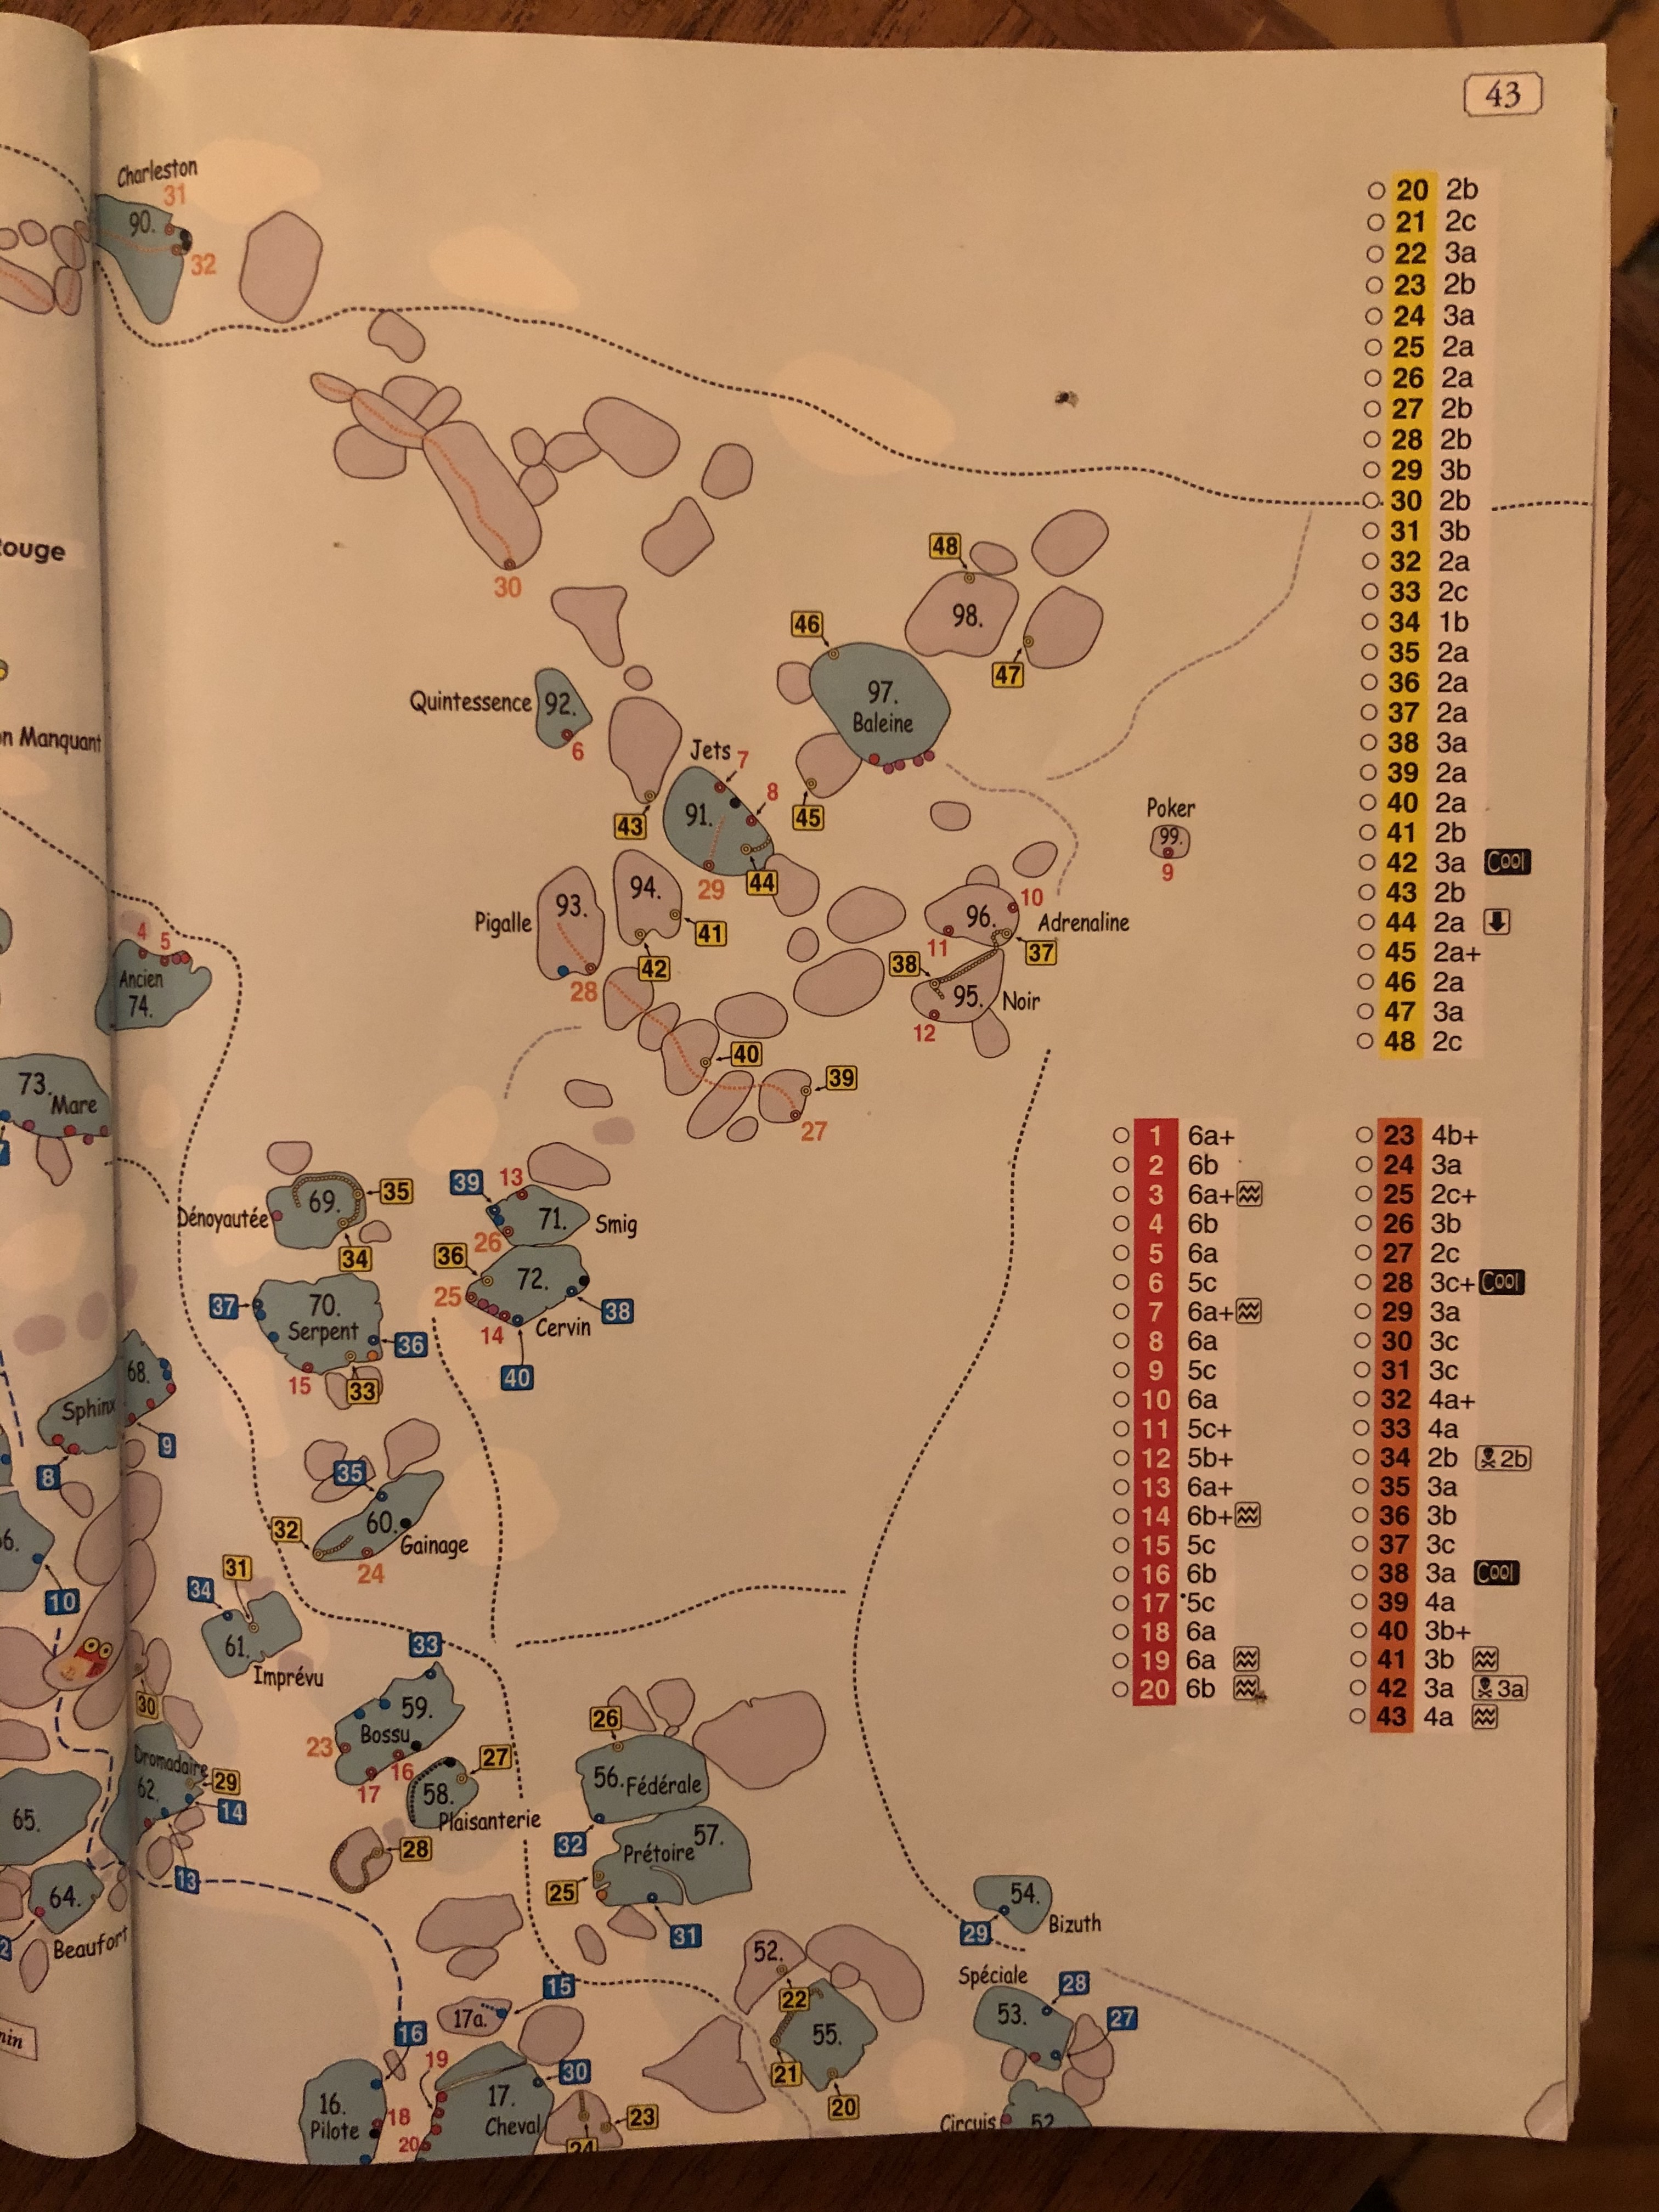 43
Charleston
31
90.
32
30
48
98.
46
47
97.
Baleine
Quintessence
92.
6
Jets
7
8
91.
43
45
29
44
Poker
99.
9
Pigalle
93.
94.
41
42
28
96.
10
Adrenaline
11
37
38
95.
Noir
12
40
39
27
4
5
Ancien
74.
73.
Mare
on Manquant
Dénoyautée
69.
35
34
39
13
71.
Smig
26
36
72.
25
38
14
Cervin
40
37
70.
Serpent
36
15
33
68.
Sphinx
9
8
35
60.
32
Gainage
24
31
34
61.
Imprévu
10
33
59.
Bossu
23
16
17
27
58.
Plaisanterie
28
30
Dromadaire
62.
29
14
13
65.
64.
Beaufort
26
56.
Fédérale
32
57.
Prétoire
25
31
54.
29
Bizuth
52.
22
55.
21
20
Spéciale
28
53.
27
Circuis
52
15
17a.
16
19
30
17.
Cheval
16.
Pilote
18
20
23
24
20 2b
21 2c
22 3a
23 2b
24 3a
25 2a
26 2a
27 2b
28 2b
29 3b
30 2b
31 3b
32 2a
33 2c
34 1b
35 2a
36 2a
37 2a
38 3a
39 2a
40 2a
41 2b
42 3a Cool
43 2b
44 2a
45 2a+
46 2a
47 3a
48 2c
1 6a+
2 6b
3 6a+
4 6b
5 6a
6 5c
7 6a+
8 6a
9 5c
10 6a
11 5c+
12 5b+
13 6a+
14 6b+
15 5c
16 6b
17 5c
18 6a
19 6a
20 6b
23 4b+
24 3a
25 2c+
26 3b
27 2c
28 3c+ Cool
29 3a
30 3c
31 3c
32 4a+
33 4a
34 2b 2b
35 3a
36 3b
37 3c
38 3a Cool
39 4a
40 3b+
41 3b
42 3a 3a
43 4a